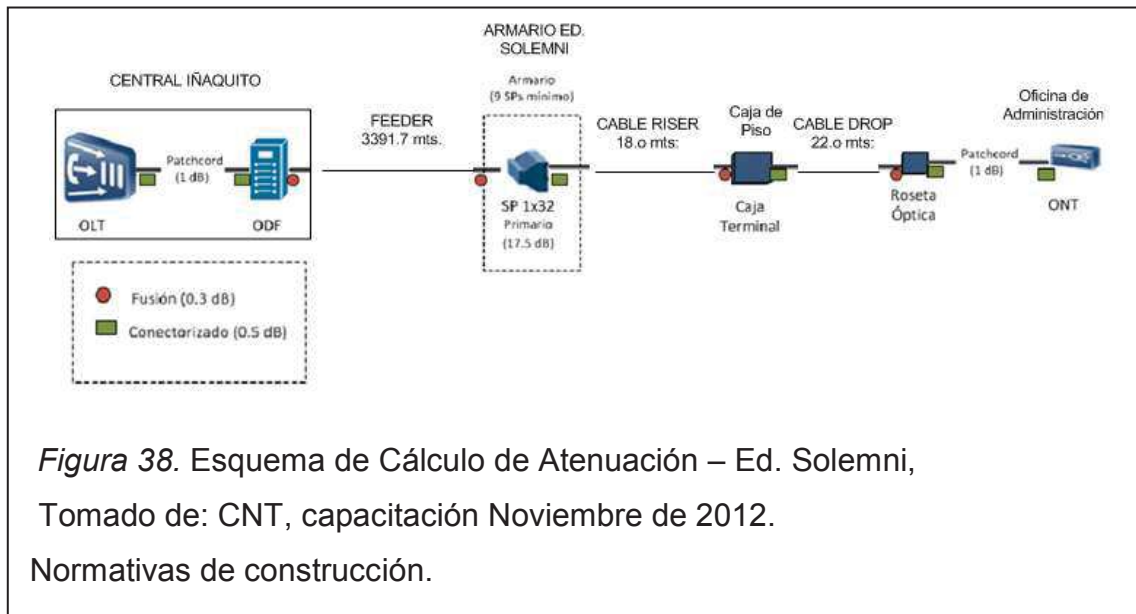 ARMARIO ED.
SOLEMNI
CENTRAL IÑAQUITO
Armario
(9 SPs mínimo)
FEEDER
3391.7 mts.
CABLE RISER
18.o mts:
Caja de
Piso
CABLE DROP
22.o mts:
Oficina de
Administración
Patchcord
(1 dB)
Patchcord
(1 dB)
OLT
ODF
SP 1x32
Primario
(17.5 dB)
Caja
Terminal
Roseta
Óptica
ONT
Fusión (0.3 dB)
Conectorizado (0.5 dB)
Figura 38. Esquema de Cálculo de Atenuación – Ed. Solemni,
Tomado de: CNT, capacitación Noviembre de 2012.
Normativas de construcción.